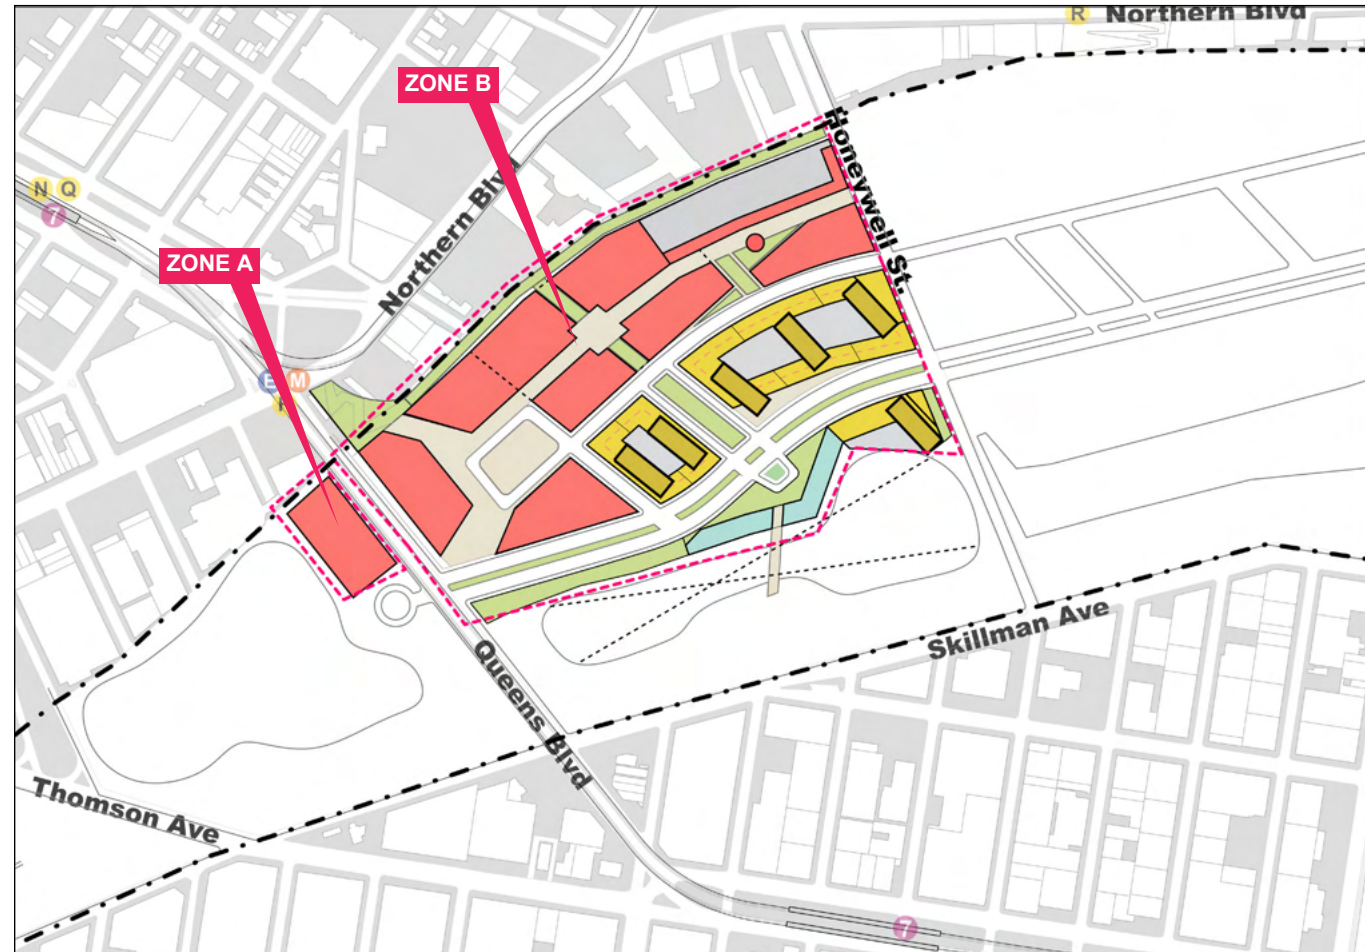 R Northern Blvd
ZONE B
Honeywell St.
N Q
7
Northern Blvd
ZONE A
E M
R
Skillman Ave
Queens Blvd
Thomson Ave
7